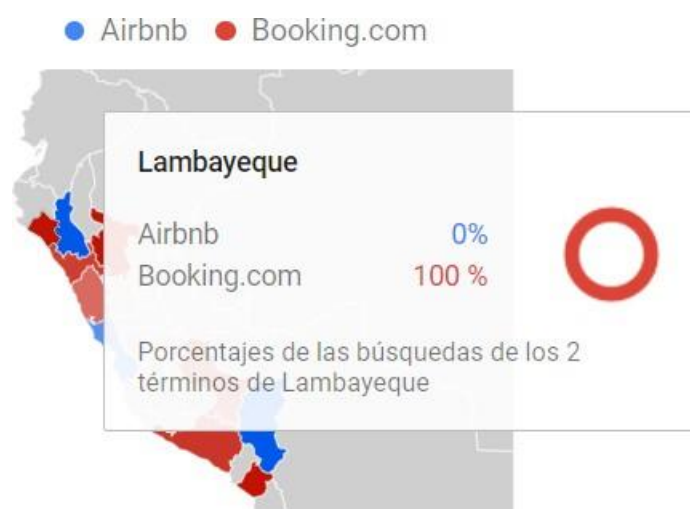 Airbnb Booking.com
Lambayeque
Airbnb 0%
Booking.com 100 %
Porcentajes de las búsquedas de los 2
términos de Lambayeque